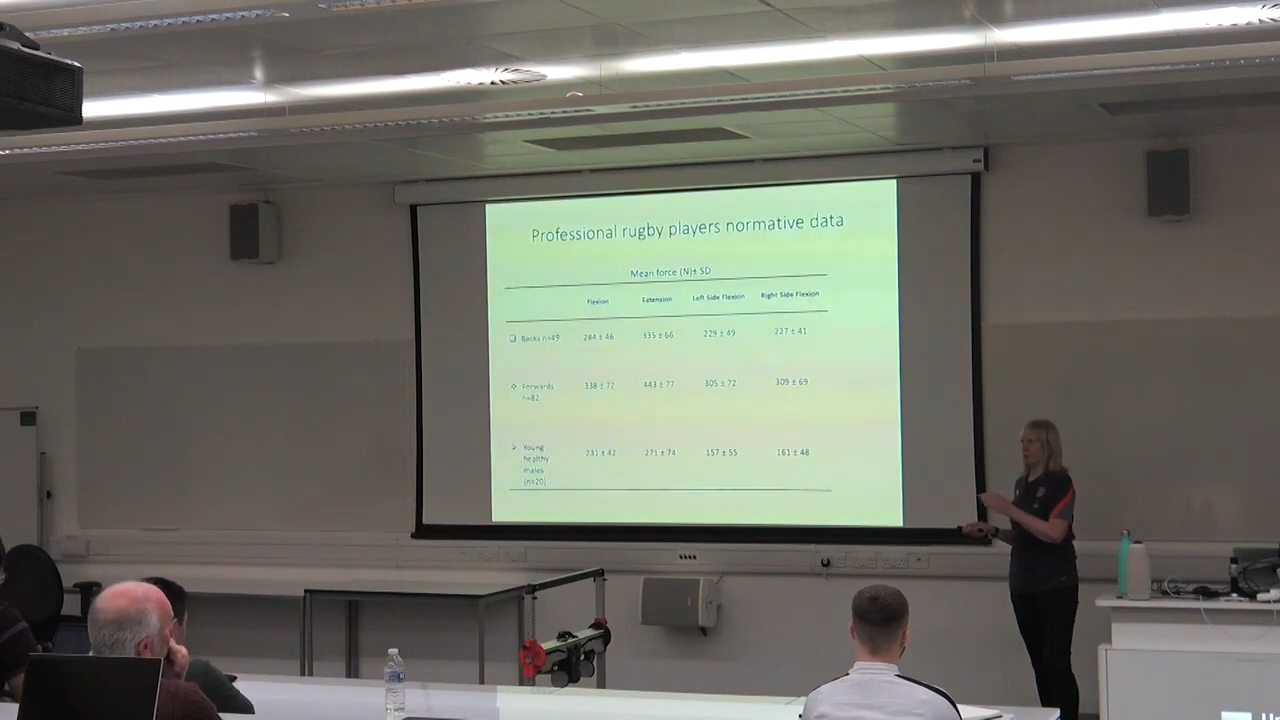 Professional rugby players normative data
Mean force (N)± SD
Flexion Extension Left Side Flexion Right Side Flexion
Backs n=49 284 ± 46 335 ± 66 229 ± 49 227 ± 41
Forwards 338 ± 72 443 ± 77 305 ± 72 309 ± 69
n=82
Young 231 ± 42 271 ± 74 157 ± 55 161 ± 48
healthy
males
(n=20)